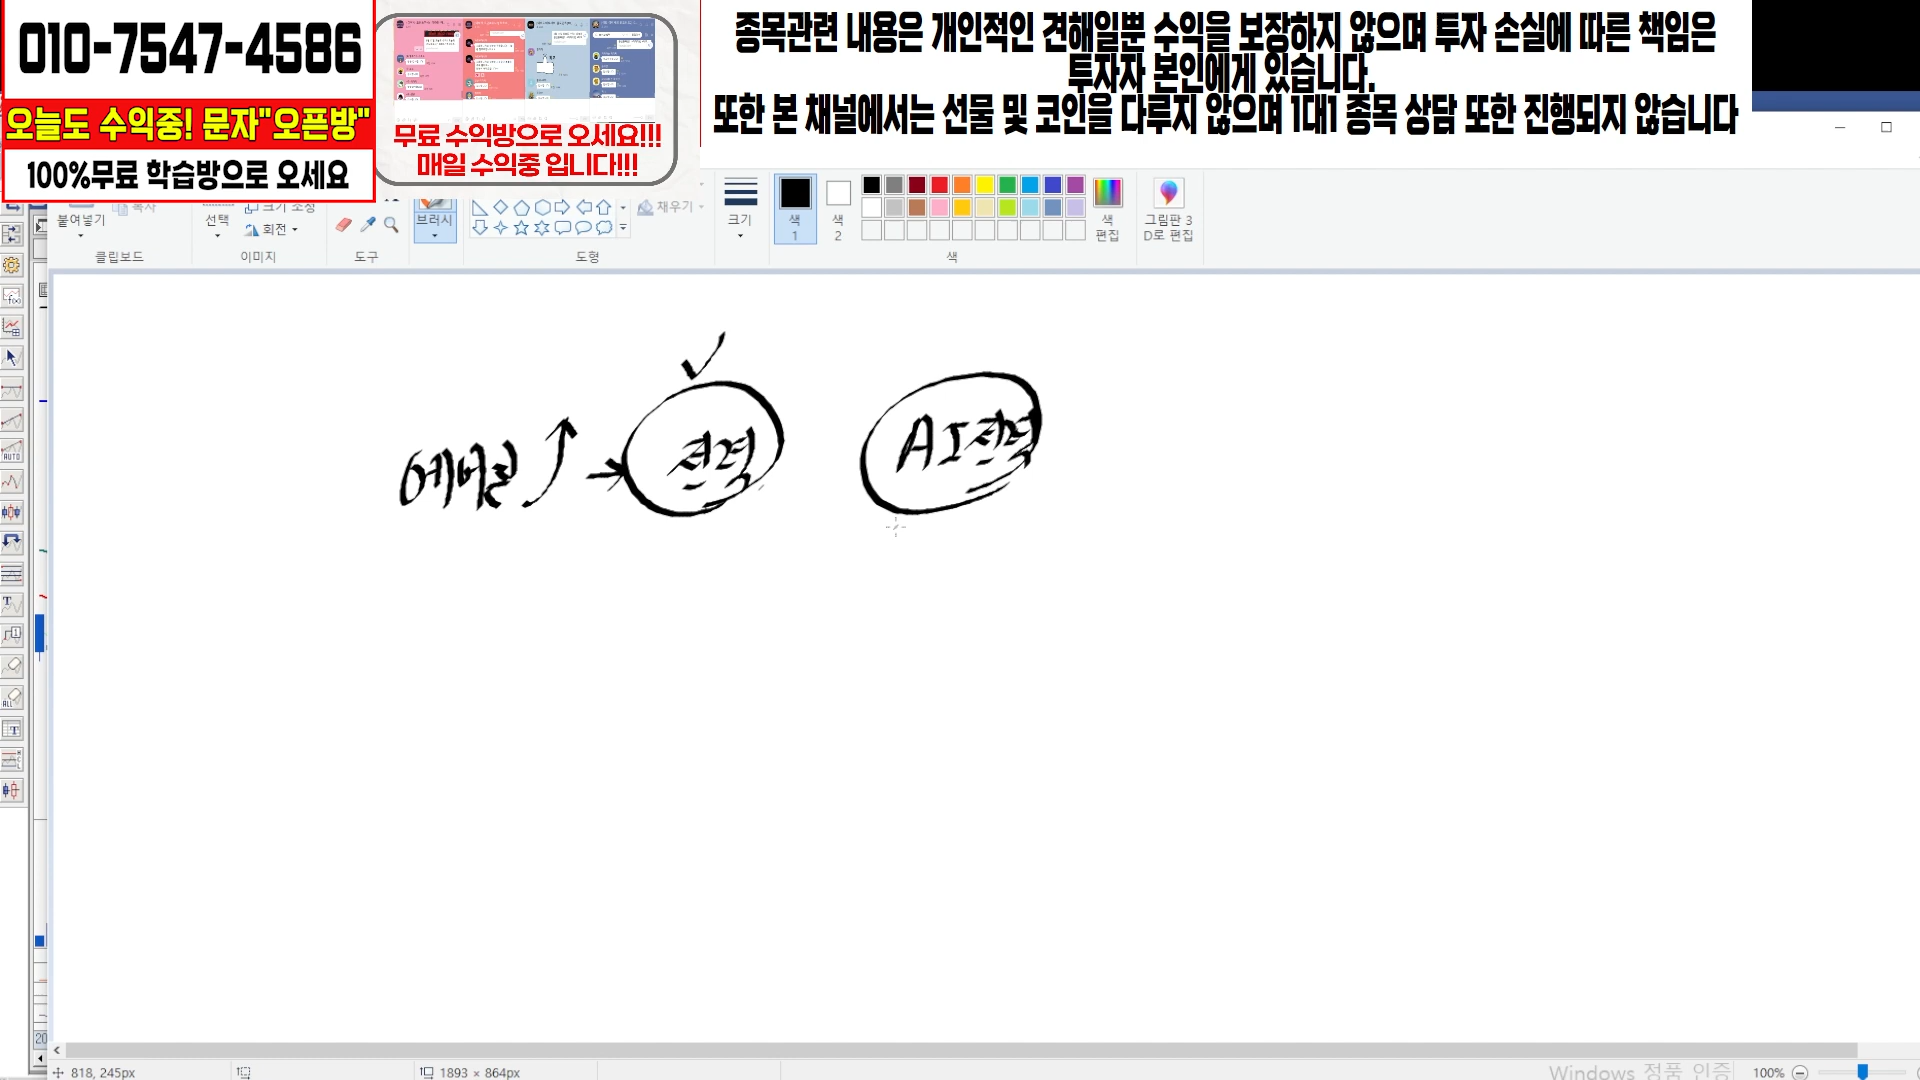 010-7547-4586
오늘도 수익중! 문자"오픈방"
100%무료 학습방으로 오세요
무료 수익방으로 오세요!!!
매일 수익중 입니다!!!
종목관련 내용은 개인적인 견해일뿐 수익을 보장하지 않으며 투자 손실에 따른 책임은
투자자 본인에게 있습니다.
또한 본 채널에서는 선물 및 코인을 다루지 않으며 1대1 종목 상담 또한 진행되지 않습니다
붙여넣기
복사
클립보드
선택
크기 조정
회전
이미지
도구
브러시
채우기
도형
크기
색
1
색
2
색
편집
색
그림판 3
D로 편집
AI전력
전력
818, 245px
1893 × 864px
Windows 정품 인증
100%